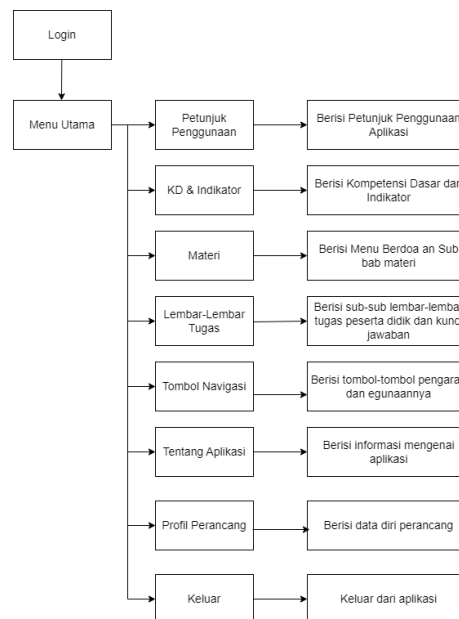 Login
Menu Utama
Petunjuk
Penggunaan
Berisi Petunjuk Penggunaan
Aplikasi
KD & Indikator
Berisi Kompetensi Dasar dan
Indikator
Materi
Berisi Menu Berdoa an Sub-
bab materi
Lembar-Lembar
Tugas
Berisi sub-sub lembar-lembar
tugas peserta didik dan kunci
jawaban
Tombol Navigasi
Berisi tombol-tombol pengarah
dan egunaannya
Tentang Aplikasi
Berisi informasi mengenai
aplikasi
Profil Perancang
Berisi data diri perancang
Keluar
Keluar dari aplikasi